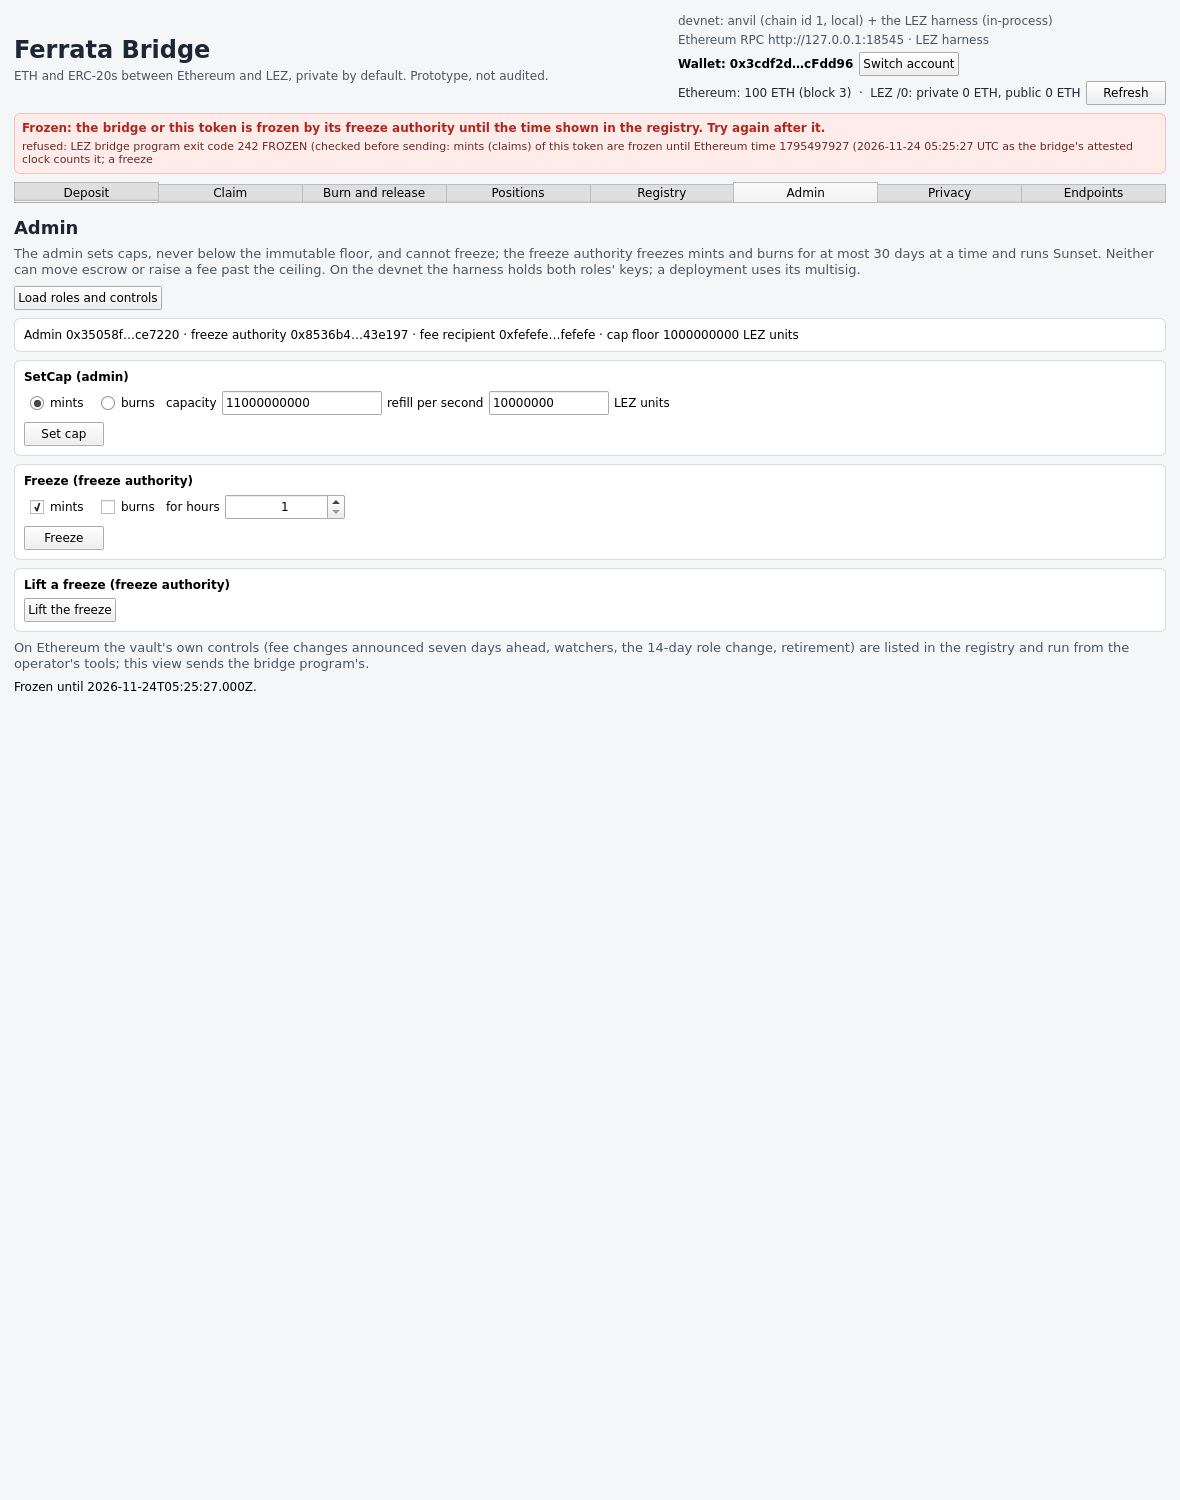 Ferrata Bridge
ETH and ERC-20s between Ethereum and LEZ, private by default. Prototype, not audited.
devnet: anvil (chain id 1, local) + the LEZ harness (in-process)
Ethereum RPC http://127.0.0.1:18545 · LEZ harness
Wallet: 0x3cdf2d…cFdd96 Switch account
Ethereum: 100 ETH (block 3) · LEZ /0: private 0 ETH, public 0 ETH Refresh
Frozen: the bridge or this token is frozen by its freeze authority until the time shown in the registry. Try again after it.
refused: LEZ bridge program exit code 242 FROZEN (checked before sending: mints (claims) of this token are frozen until Ethereum time 1795497927 (2026-11-24 05:25:27 UTC as the bridge's attested
clock counts it; a freeze
Deposit Claim Burn and release Positions Registry Admin Privacy Endpoints
Admin
The admin sets caps, never below the immutable floor, and cannot freeze; the freeze authority freezes mints and burns for at most 30 days at a time and runs Sunset. Neither
can move escrow or raise a fee past the ceiling. On the devnet the harness holds both roles' keys; a deployment uses its multisig.
Load roles and controls
Admin 0x35058f…ce7220 · freeze authority 0x8536b4…43e197 · fee recipient 0xfefefe…fefefe · cap floor 1000000000 LEZ units
SetCap (admin)
mints burns capacity 11000000000 refill per second 10000000 LEZ units
Set cap
Freeze (freeze authority)
mints burns for hours 1
Freeze
Lift a freeze (freeze authority)
Lift the freeze
On Ethereum the vault's own controls (fee changes announced seven days ahead, watchers, the 14-day role change, retirement) are listed in the registry and run from the
operator's tools; this view sends the bridge program's.
Frozen until 2026-11-24T05:25:27.000Z.